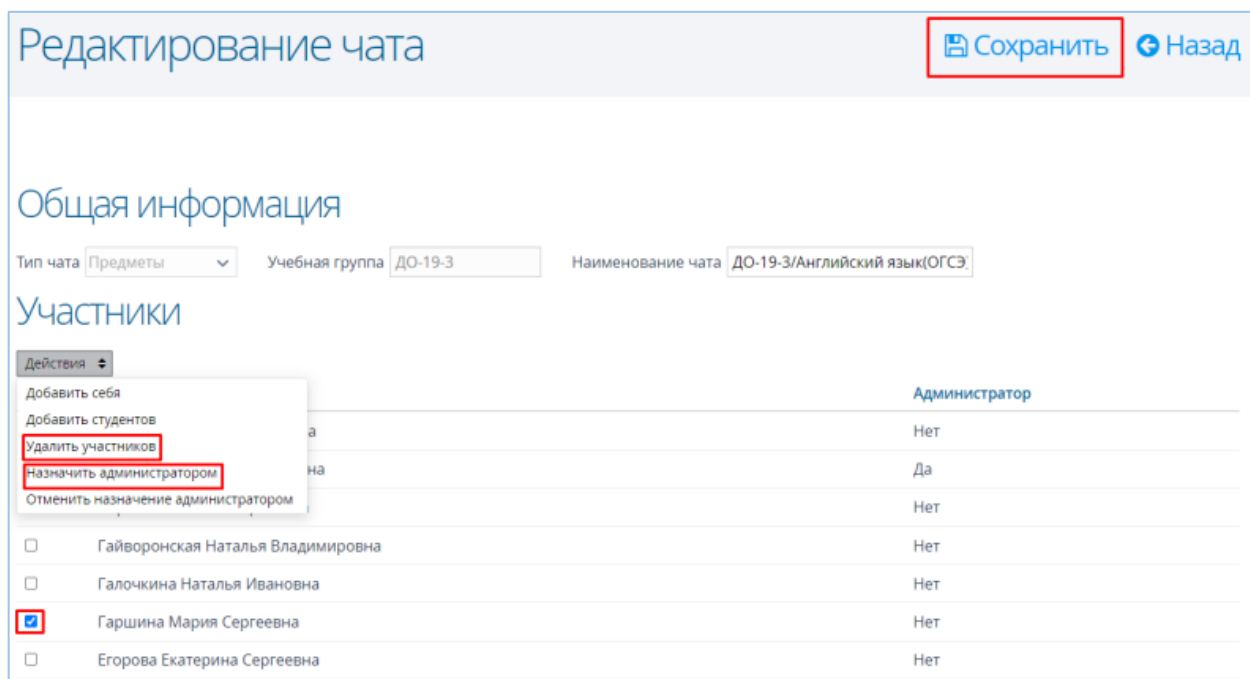 Редактирование чата
Сохранить
Назад
Общая информация
Тип чата Предметы Учебная группа ДО-19-3 Наименование чата ДО-19-3/Английский язык(ОГСЭ
Участники
Действия
Добавить себя
Администратор
Добавить студентов
а Нет
Удалить участников
Назначить администратором
на Да
Отменить назначение администратором
Нет
Гайворонская Наталья Владимировна Нет
Галочкина Наталья Ивановна Нет
Гаршина Мария Сергеевна Нет
Егорова Екатерина Сергеевна Нет